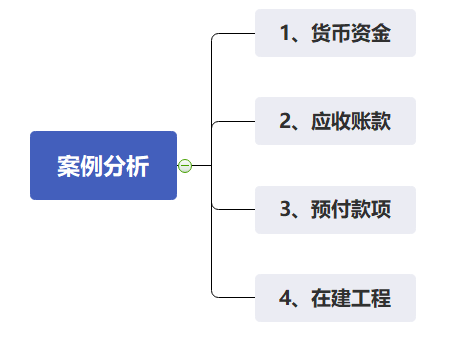 案例分析
1、货币资金
2、应收账款
3、预付款项
4、在建工程